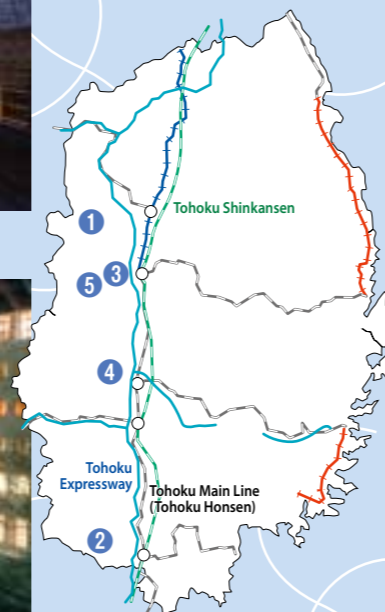 1
Tohoku Shinkansen
5
3
4
Tohoku
Expressway
Tohoku Main Line
(Tohoku Honsen)
2